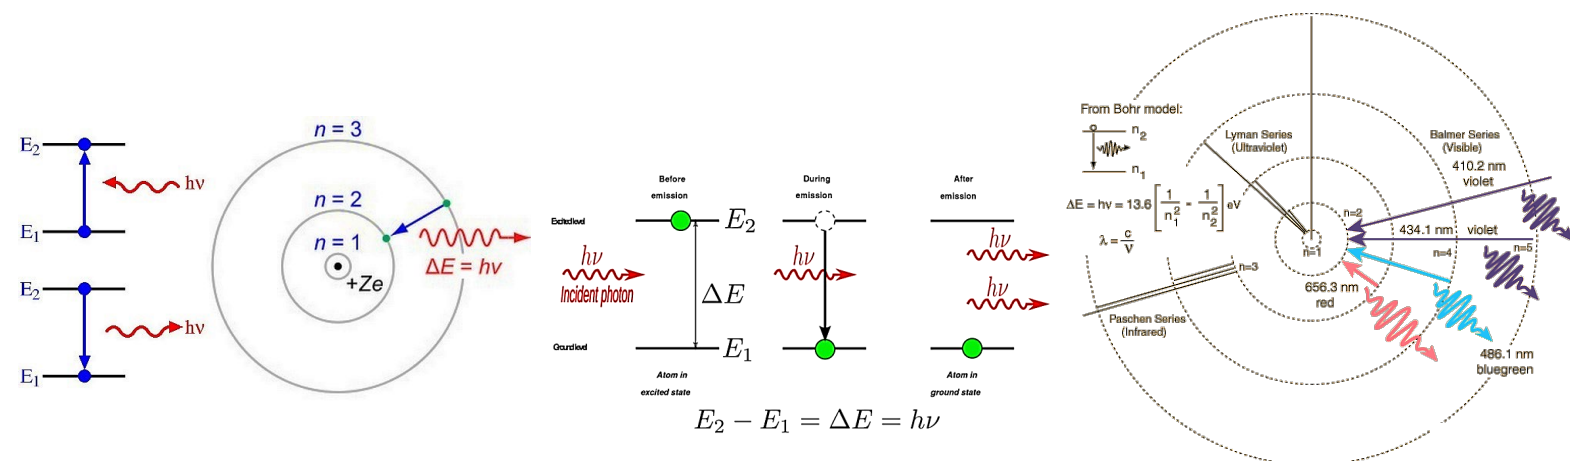 E2
hν
E1
E2
hν
E1
n = 3
n = 2
n = 1
+Ze
ΔE = hν
Before
emission
During
emission
After
emission
Excited level
E2
hν
Incident photon
ΔE
hν
hν
hν
Ground level
E1
Atom in
excited state
Atom in
ground state
E2 − E1 = ΔE = hν
From Bohr model:
n2
n1
ΔE = hν = 13.6 [ 1/n1² - 1/n2² ] eV
λ = c/ν
Lyman Series
(Ultraviolet)
Balmer Series
(Visible)
410.2 nm
violet
n=2
434.1 nm violet
n=1
n=4
n=5
n=3
656.3 nm
red
Paschen Series
(Infrared)
486.1 nm
bluegreen